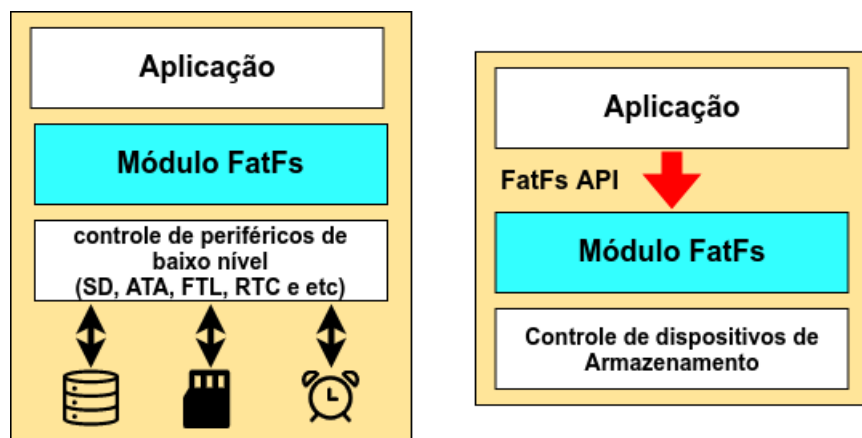 Aplicação
Módulo FatFs
controle de periféricos de
baixo nível
(SD, ATA, FTL, RTC e etc)
Aplicação
FatFs API
Módulo FatFs
Controle de dispositivos de
Armazenamento